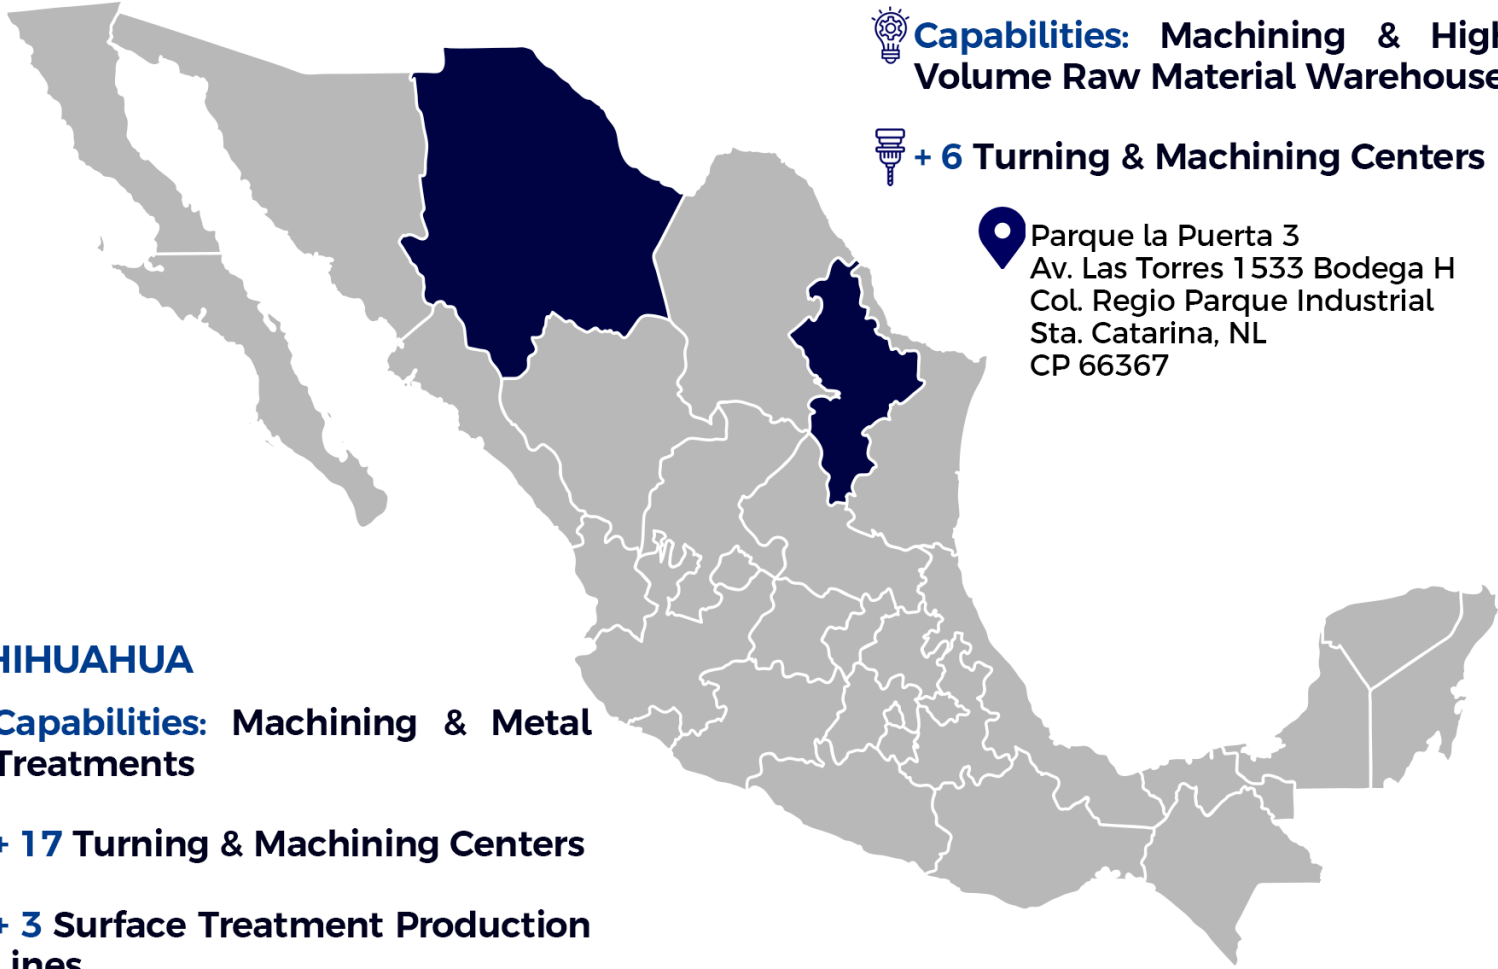 Capabilities: Machining & High
Volume Raw Material Warehouse
+ 6 Turning & Machining Centers
Parque la Puerta 3
Av. Las Torres 1533 Bodega H
Col. Regio Parque Industrial
Sta. Catarina, NL
CP 66367
HIHUAHUA
Capabilities: Machining & Metal
Treatments
+ 17 Turning & Machining Centers
+ 3 Surface Treatment Production
Lines